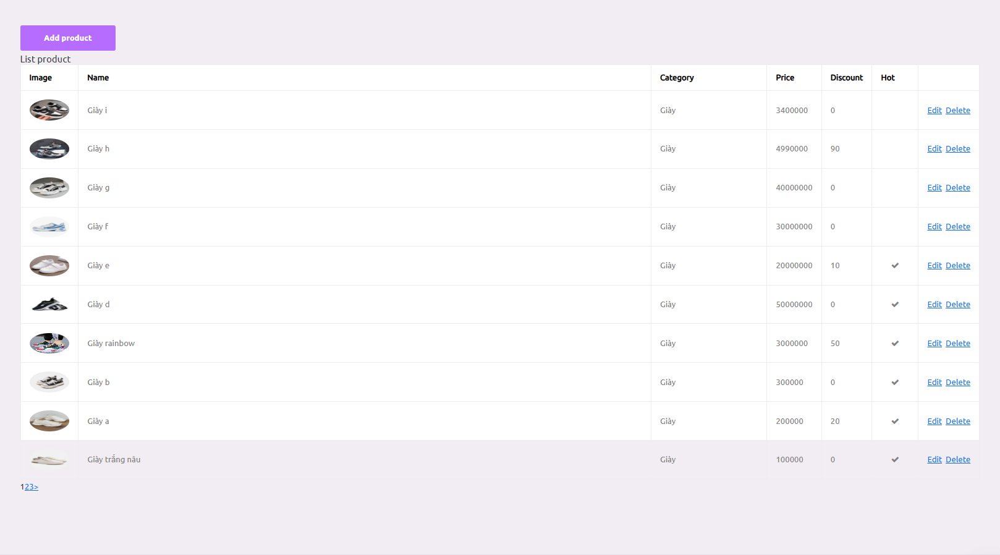 Add product
List product
Image Name Category Price Discount Hot
Giày i Giày 3400000 0 Edit Delete
Giày h Giày 4990000 90 Edit Delete
Giày g Giày 40000000 0 Edit Delete
Giày f Giày 30000000 0 Edit Delete
Giày e Giày 20000000 10 ✔ Edit Delete
Giày d Giày 50000000 0 ✔ Edit Delete
Giày rainbow Giày 3000000 50 ✔ Edit Delete
Giày b Giày 300000 0 ✔ Edit Delete
Giày a Giày 200000 20 ✔ Edit Delete
Giày trắng nâu Giày 100000 0 ✔ Edit Delete
123>